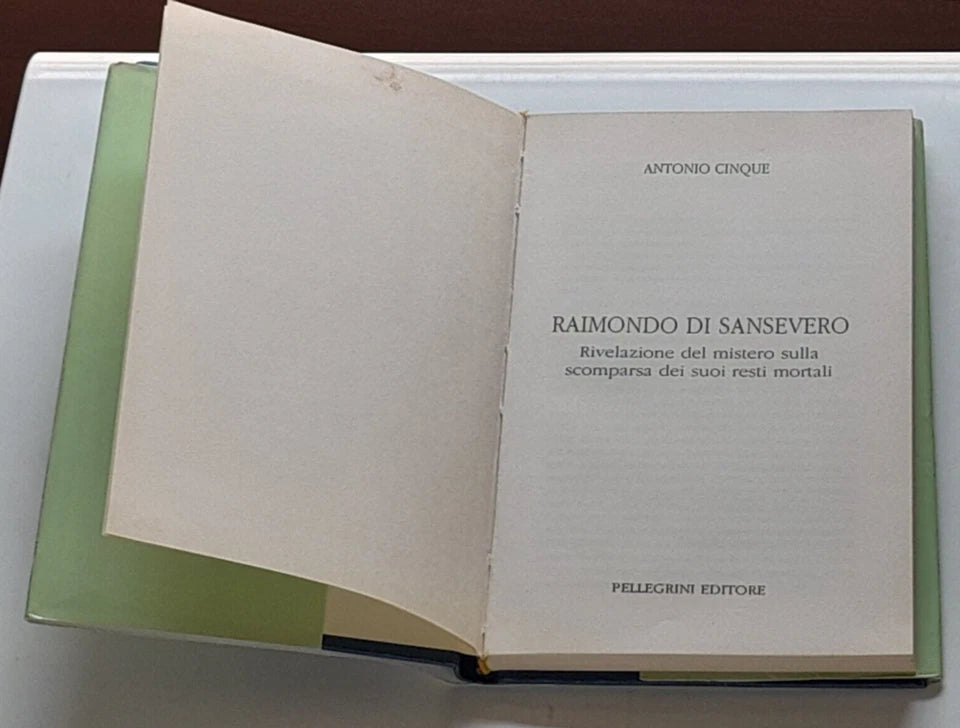 ANTONIO CINQUE
RAIMONDO DI SANSEVERO
Rivelazione del mistero sulla
scomparsa dei suoi resti mortali
PELLEGRINI EDITORE